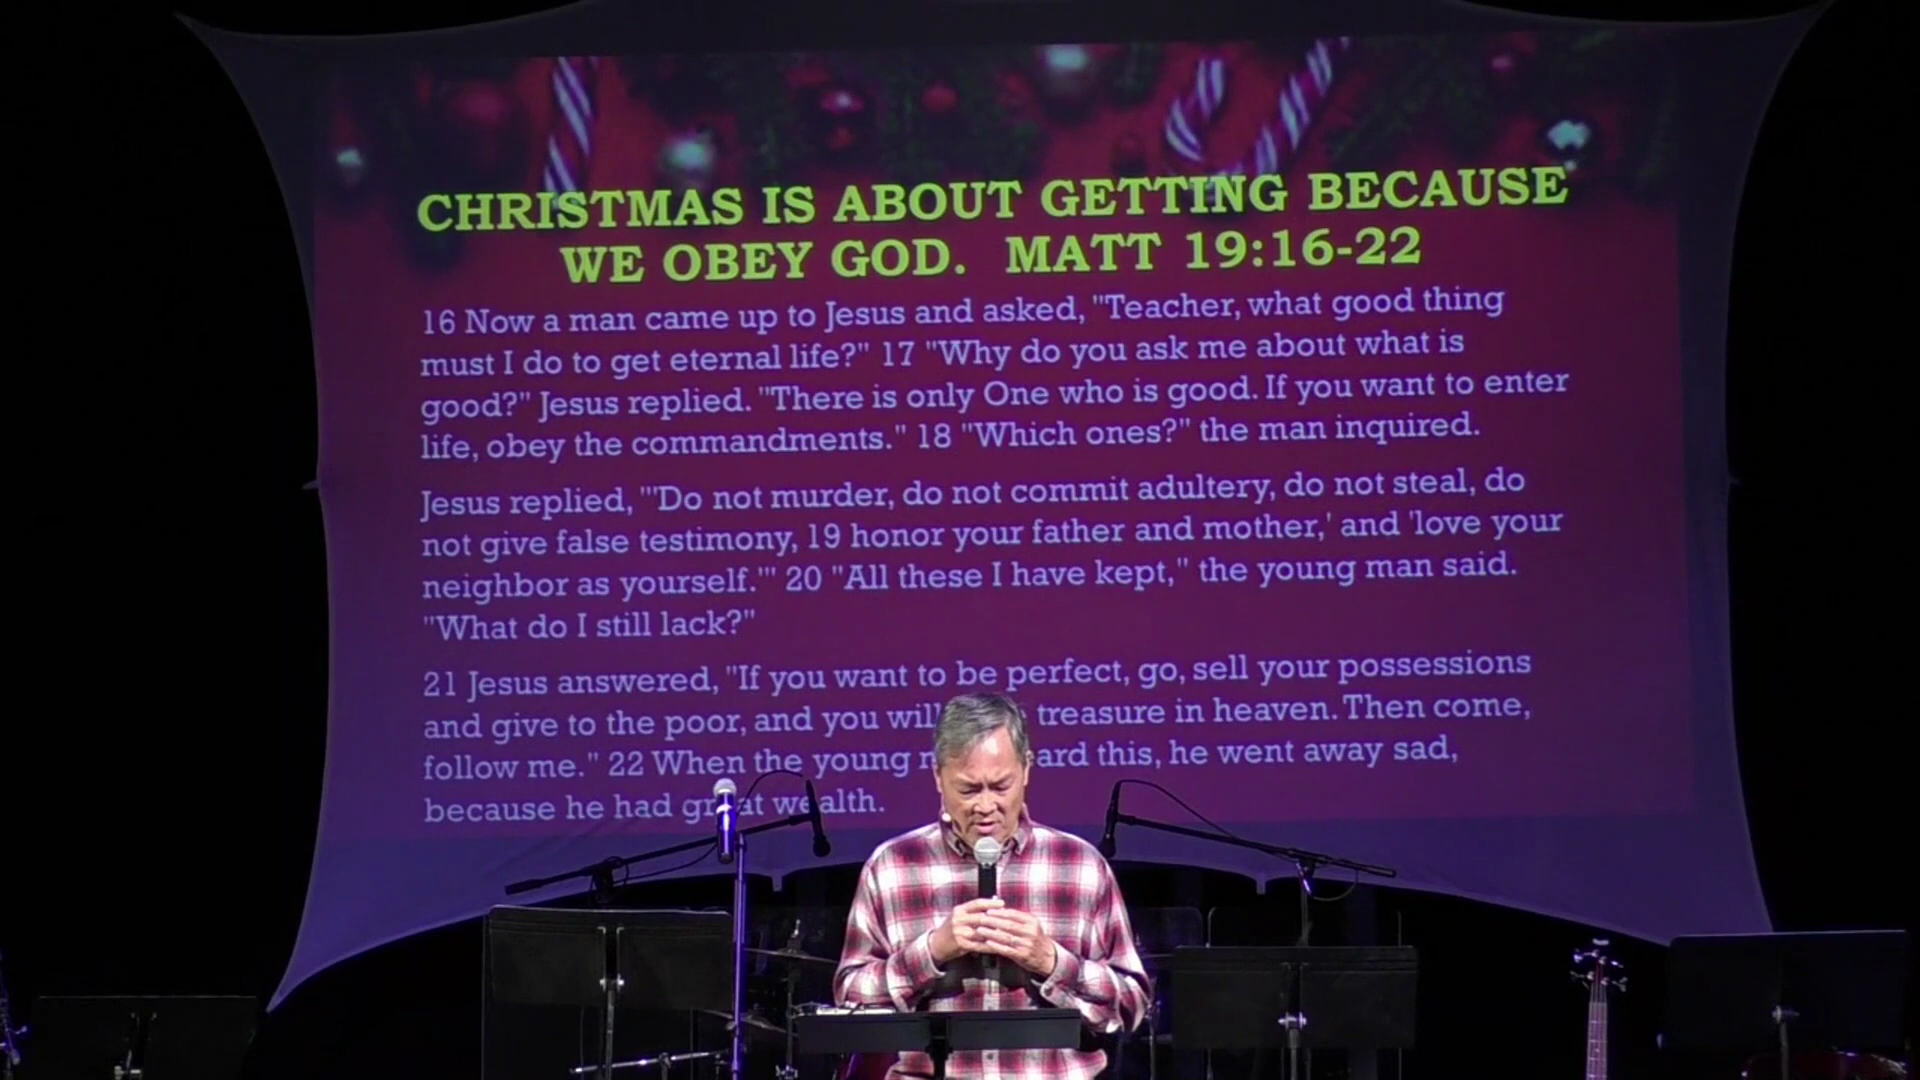 CHRISTMAS IS ABOUT GETTING BECAUSE
WE OBEY GOD. MATT 19:16-22
16 Now a man came up to Jesus and asked, "Teacher, what good thing
must I do to get eternal life?" 17 "Why do you ask me about what is
good?" Jesus replied. "There is only One who is good. If you want to enter
life, obey the commandments." 18 "Which ones?" the man inquired.
Jesus replied, "'Do not murder, do not commit adultery, do not steal, do
not give false testimony, 19 honor your father and mother,' and 'love your
neighbor as yourself.'" 20 "All these I have kept," the young man said.
"What do I still lack?"
21 Jesus answered, "If you want to be perfect, go, sell your possessions
and give to the poor, and you will treasure in heaven. Then come,
follow me." 22 When the young this, he went away sad,
because he had great wealth.